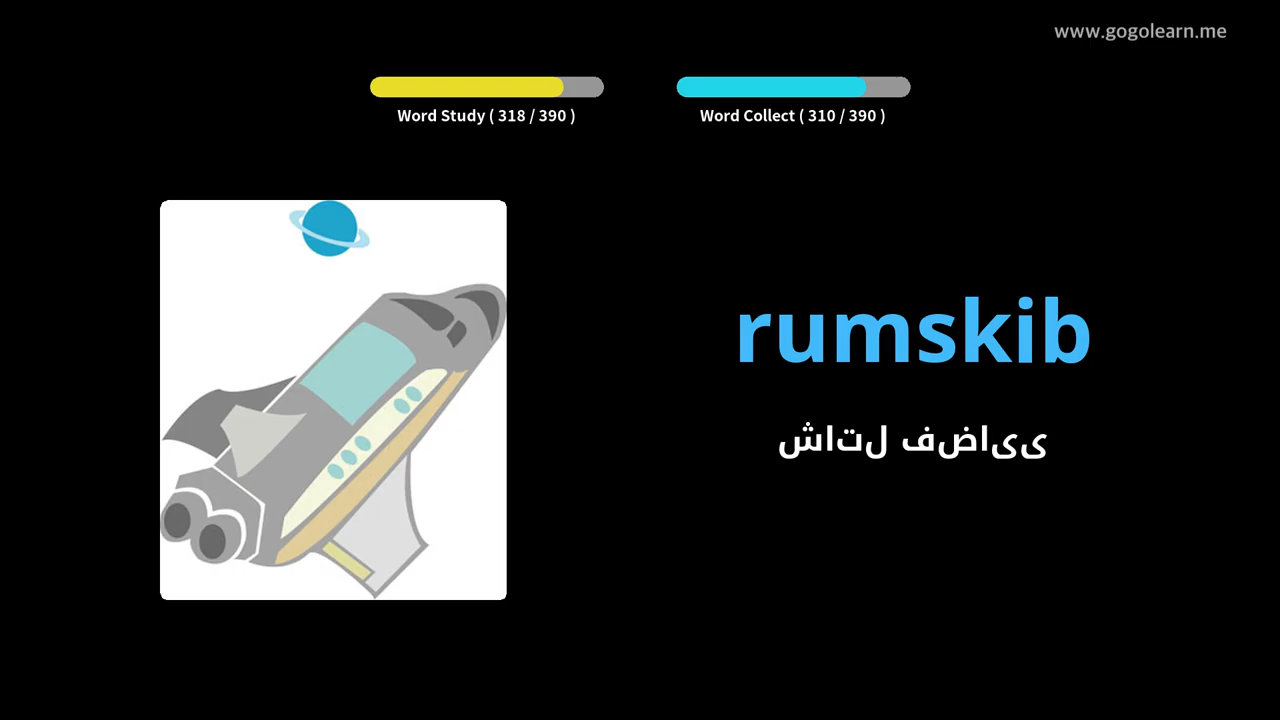 www.gogolearn.me
Word Study ( 318 / 390 )
Word Collect ( 310 / 390 )
rumskib
شاتل فضایی